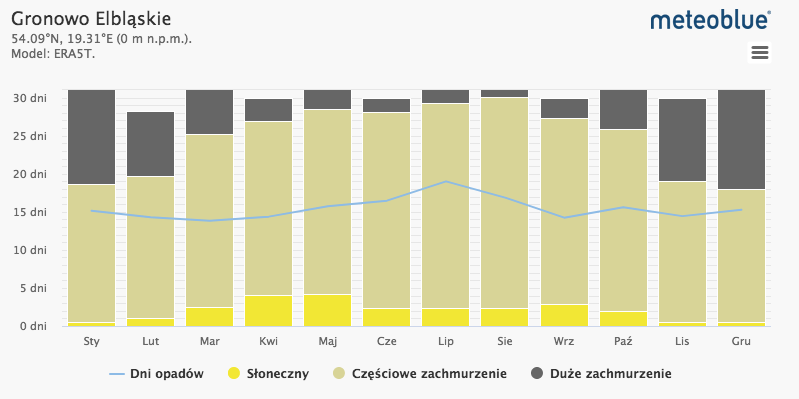 Gronowo Elbląskie
54.09°N, 19.31°E (0 m n.p.m.).
Model: ERA5T.
meteoblue®
30 dni
25 dni
20 dni
15 dni
10 dni
5 dni
0 dni
Sty Lut Mar Kwi Maj Cze Lip Sie Wrz Paź Lis Gru
Dni opadów Słoneczny Częściowe zachmurzenie Duże zachmurzenie